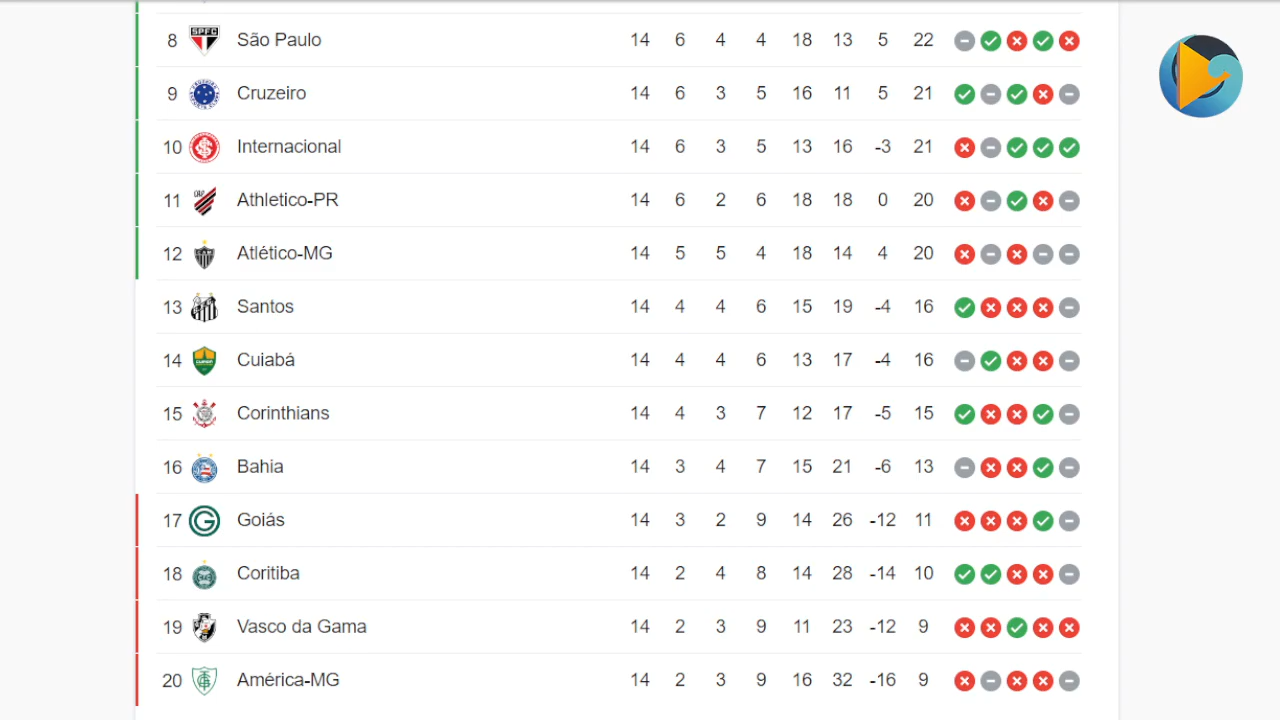 8 SPFC São Paulo 14 6 4 4 18 13 5 22
9 Cruzeiro 14 6 3 5 16 11 5 21
10 Internacional 14 6 3 5 13 16 -3 21
11 CAP Athletico-PR 14 6 2 6 18 18 0 20
12 CAM Atlético-MG 14 5 5 4 18 14 4 20
13 Santos 14 4 4 6 15 19 -4 16
14 Cuiabá 14 4 4 6 13 17 -4 16
15 Corinthians 14 4 3 7 12 17 -5 15
16 Bahia 14 3 4 7 15 21 -6 13
17 G Goiás 14 3 2 9 14 26 -12 11
18 Coritiba 14 2 4 8 14 28 -14 10
19 Vasco da Gama 14 2 3 9 11 23 -12 9
20 América-MG 14 2 3 9 16 32 -16 9